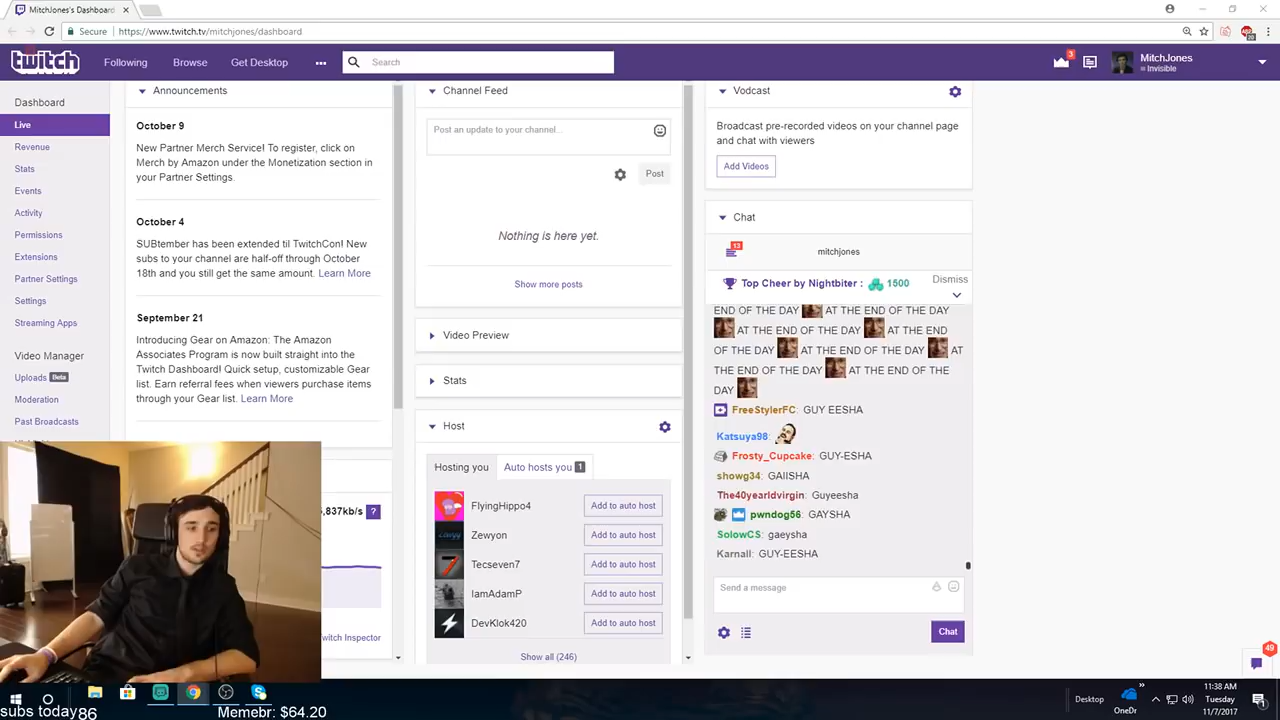 MitchJones's Dashboard
Secure
https://www.twitch.tv/mitchjones/dashboard
twitch
Following
Browse
Get Desktop
Search
3
MitchJones
Invisible
Dashboard
Live
Revenue
Stats
Events
Activity
Permissions
Extensions
Partner Settings
Settings
Streaming Apps
Video Manager
Uploads Beta
Moderation
Past Broadcasts
Announcements
October 9
New Partner Merch Service! To register, click on
Merch by Amazon under the Monetization section in
your Partner Settings.
October 4
SUBtember has been extended til TwitchCon! New
subs to your channel are half-off through October
18th and you still get the same amount. Learn More
September 21
Introducing Gear on Amazon: The Amazon
Associates Program is now built straight into the
Twitch Dashboard! Quick setup, customizable Gear
list. Earn referral fees when viewers purchase items
through your Gear list. Learn More
,837kb/s ?
witch Inspector
Channel Feed
Post an update to your channel...
Post
Nothing is here yet.
Show more posts
Video Preview
Stats
Host
Hosting you
Auto hosts you 1
FlyingHippo4 Add to auto host
Zewyon Add to auto host
Tecseven7 Add to auto host
IamAdamP Add to auto host
DevKlok420 Add to auto host
Show all (246)
Vodcast
Broadcast pre-recorded videos on your channel page
and chat with viewers
Add Videos
Chat
13
mitchjones
Top Cheer by Nightbiter : 1500
Dismiss
END OF THE DAY AT THE END OF THE DAY
AT THE END OF THE DAY AT THE END
OF THE DAY AT THE END OF THE DAY AT
THE END OF THE DAY AT THE END OF THE
DAY
FreeStylerFC: GUY EESHA
Katsuya98:
Frosty_Cupcake: GUY-ESHA
showg34: GAIISHA
The40yearldvirgin: Guyeesha
pwndog56: GAYSHA
SolowCS: gaeysha
Karnall: GUY-EESHA
Send a message
Chat
49
subs today86
Memebr: $64.20
Desktop
OneDr
11:38 AM
11/7/2017